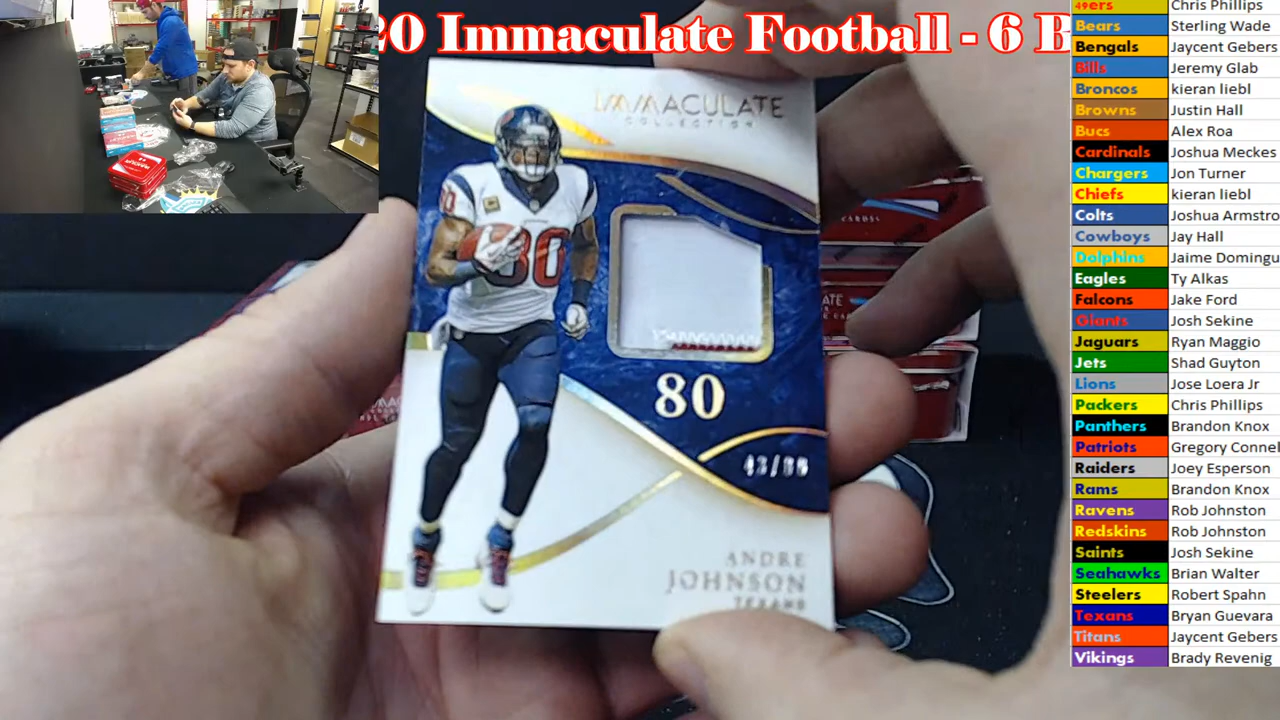 20 Immaculate Football - 6 B
IMMACULATE
COLLECTION
80
80
43/99
ANDRE
JOHNSON
TEXANS
49ers Chris Phillips
Bears Sterling Wade
Bengals Jaycent Gebers
Bills Jeremy Glab
Broncos kieran liebl
Browns Justin Hall
Bucs Alex Roa
Cardinals Joshua Meckes
Chargers Jon Turner
Chiefs kieran liebl
Colts Joshua Armstro
Cowboys Jay Hall
Dolphins Jaime Domingu
Eagles Ty Alkas
Falcons Jake Ford
Giants Josh Sekine
Jaguars Ryan Maggio
Jets Shad Guyton
Lions Jose Loera Jr
Packers Chris Phillips
Panthers Brandon Knox
Patriots Gregory Connel
Raiders Joey Esperson
Rams Brandon Knox
Ravens Rob Johnston
Redskins Rob Johnston
Saints Josh Sekine
Seahawks Brian Walter
Steelers Robert Spahn
Texans Bryan Guevara
Titans Jaycent Gebers
Vikings Brady Revenig